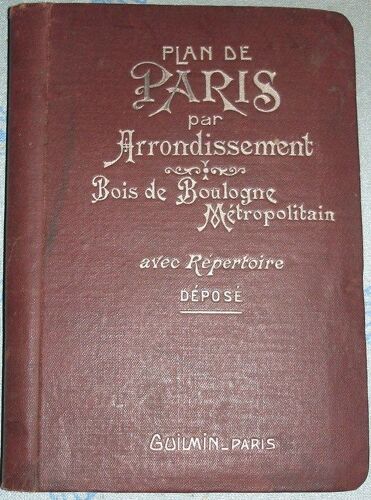 PLAN DE
PARIS
par
Arrondissement
Bois de Boulogne
Métropolitain
avec Répertoire
DÉPOSÉ
GUILMIN_PARIS